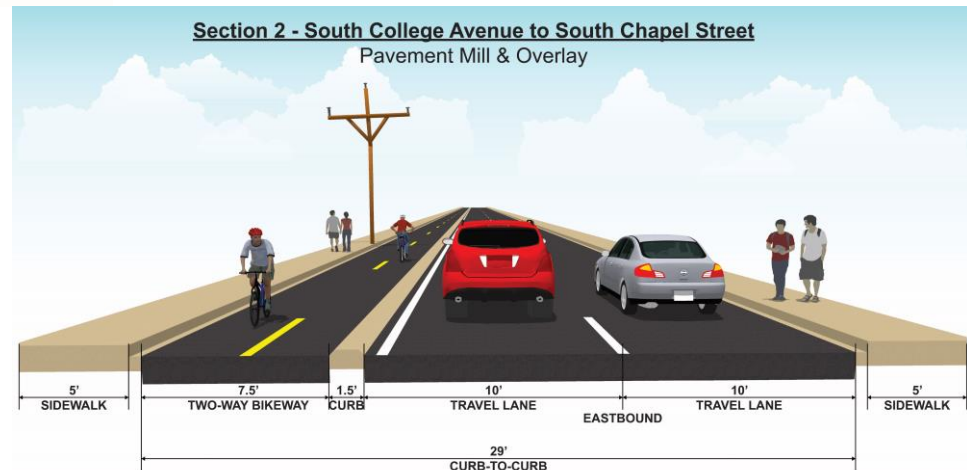 Section 2 - South College Avenue to South Chapel Street
Pavement Mill & Overlay
5' 7.5' 1.5' 10' 10' 5'
SIDEWALK TWO-WAY BIKEWAY CURB TRAVEL LANE TRAVEL LANE SIDEWALK
EASTBOUND
29'
CURB-TO-CURB